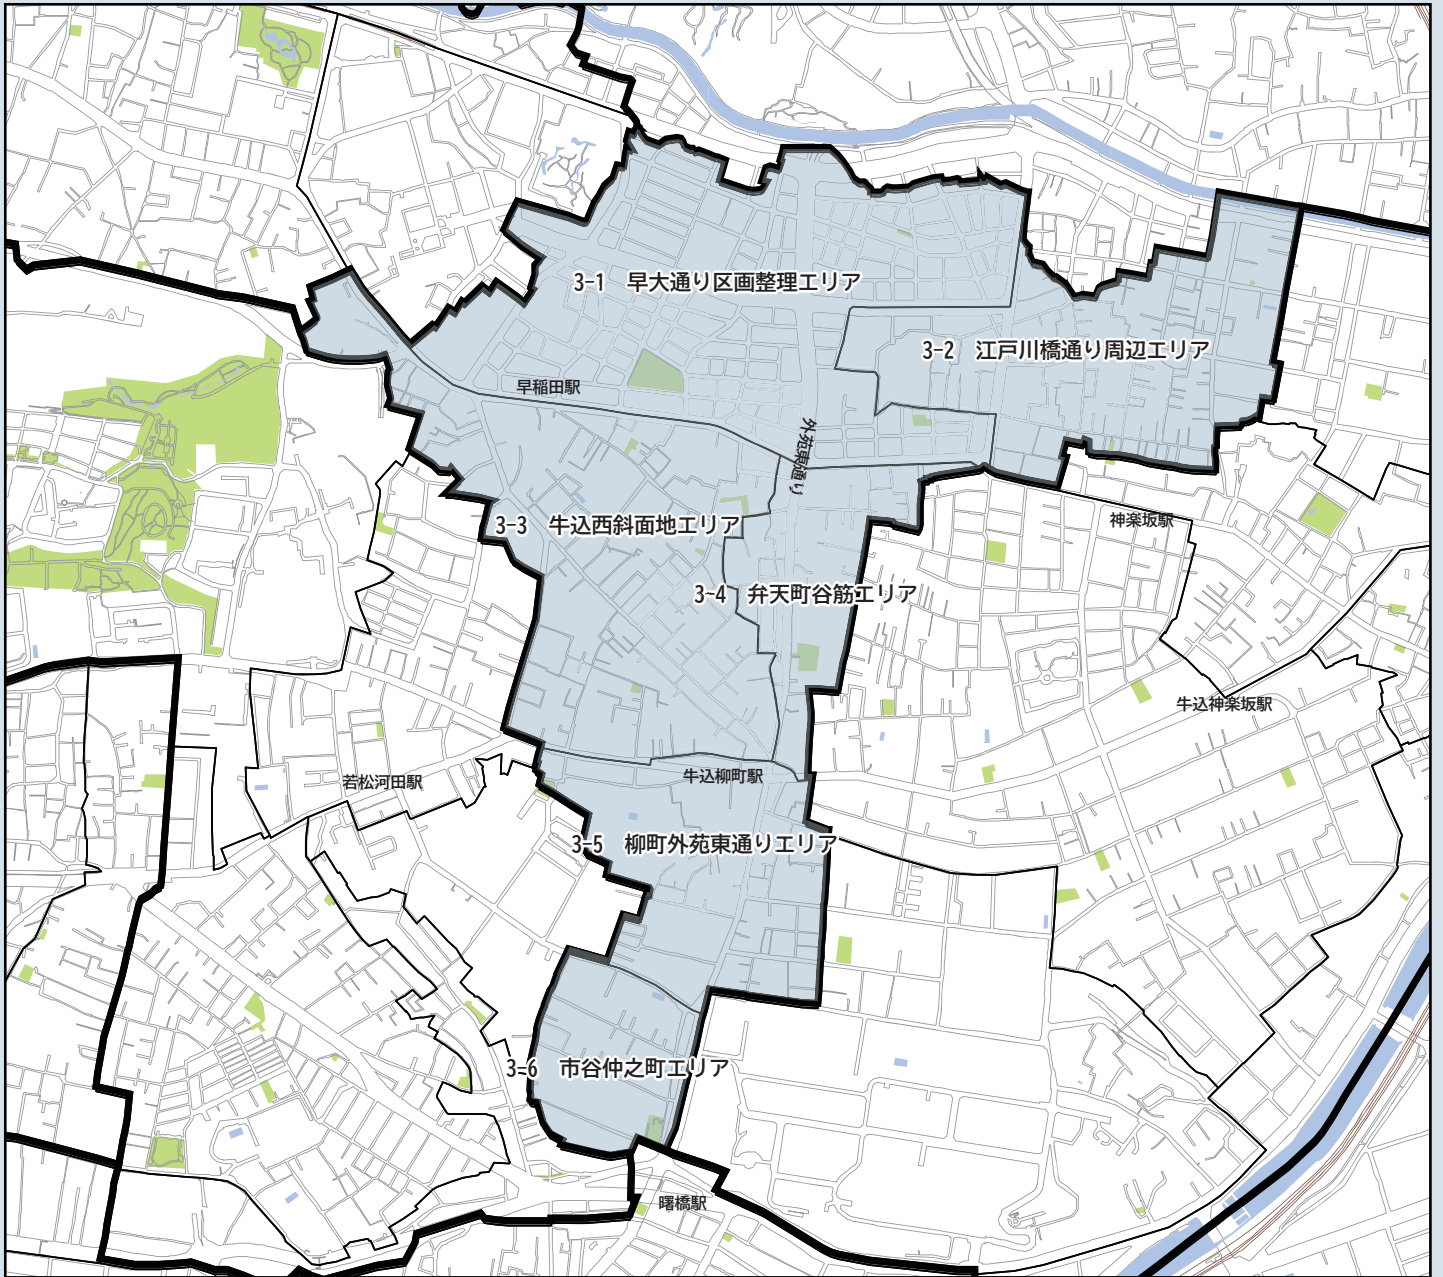 3-1 早大通り区画整理エリア
3-2 江戸川橋通り周辺エリア
早稲田駅
外苑東通り
神楽坂駅
3-3 牛込西斜面地エリア
3-4 弁天町谷筋エリア
牛込神楽坂駅
若松河田駅
牛込柳町駅
3-5 柳町外苑東通りエリア
3-6 市谷仲之町エリア
曙橋駅